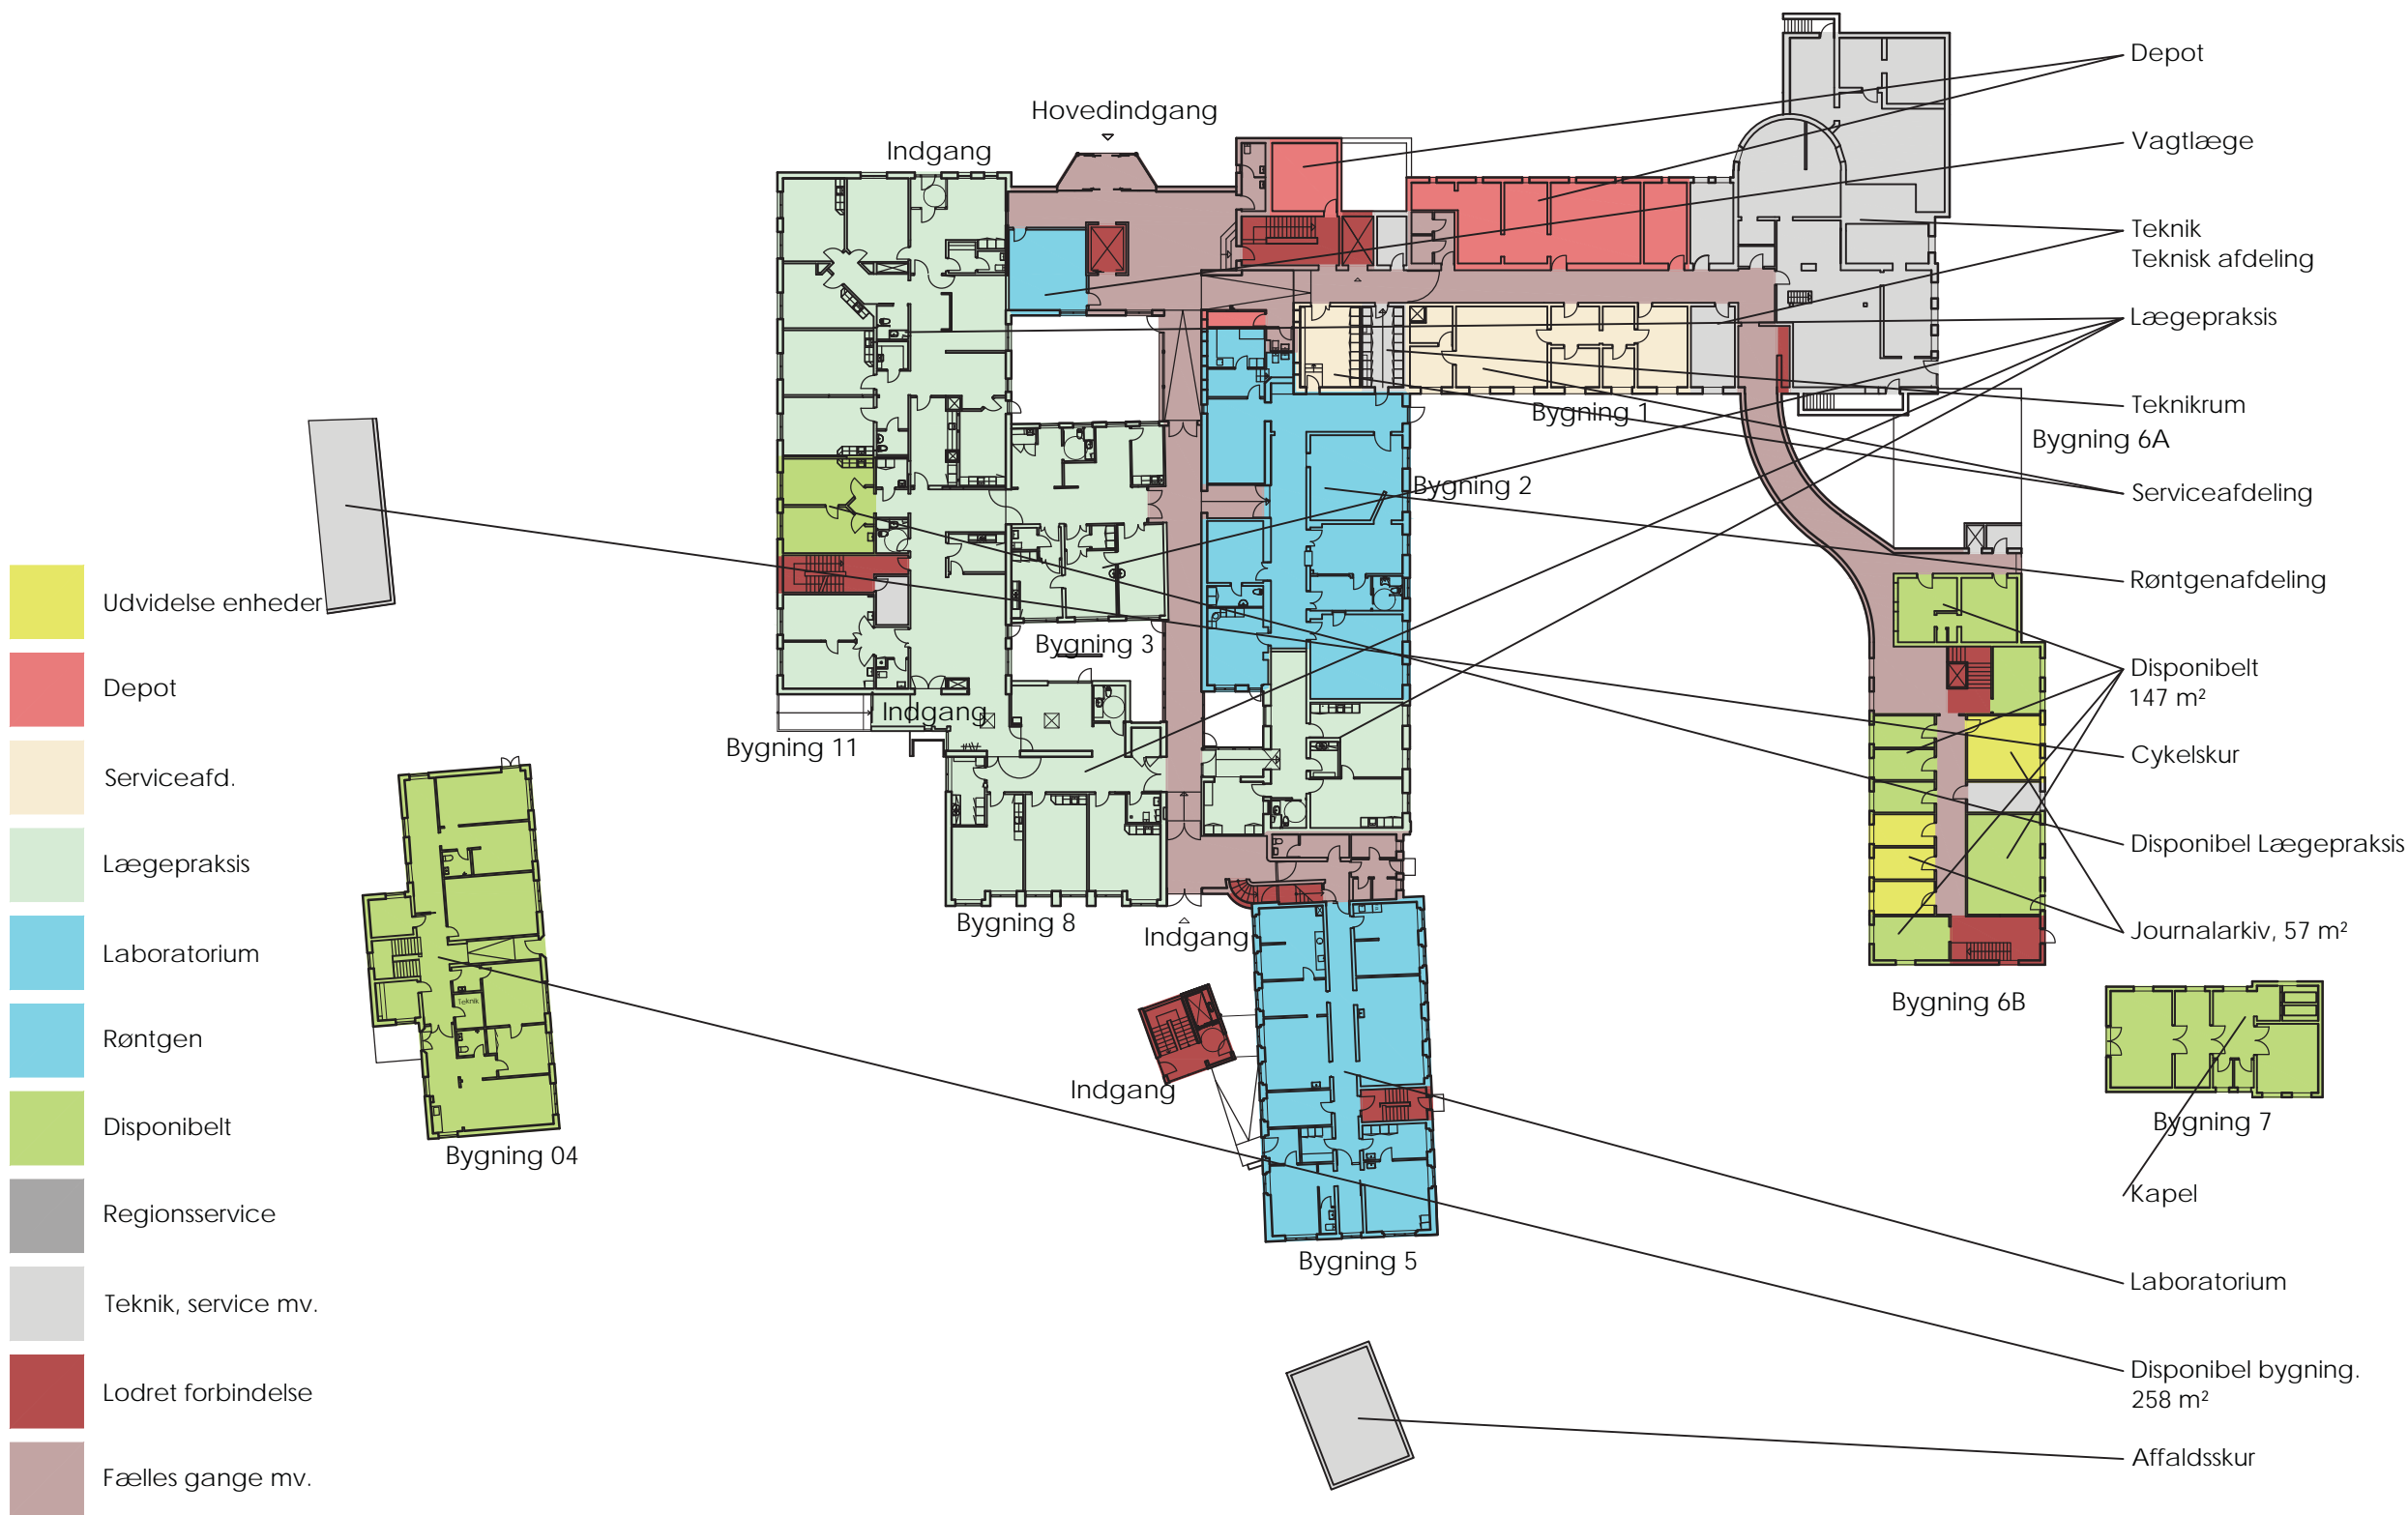 Hovedindgang
Indgang
Bygning 1
Bygning 6A
Bygning 2
Bygning 3
Indgang
Bygning 11
Bygning 8
Indgang
Bygning 04
Teknik
Indgang
Bygning 5
Bygning 6B
Bygning 7
Depot
Vagtlæge
Teknik
Teknisk afdeling
Lægepraksis
Teknikrum
Serviceafdeling
Røntgenafdeling
Disponibelt
147 m²
Cykelskur
Disponibel Lægepraksis
Journalarkiv, 57 m²
Kapel
Laboratorium
Disponibel bygning.
258 m²
Affaldsskur
Udvidelse enheder
Depot
Serviceafd.
Lægepraksis
Laboratorium
Røntgen
Disponibelt
Regionsservice
Teknik, service mv.
Lodret forbindelse
Fælles gange mv.